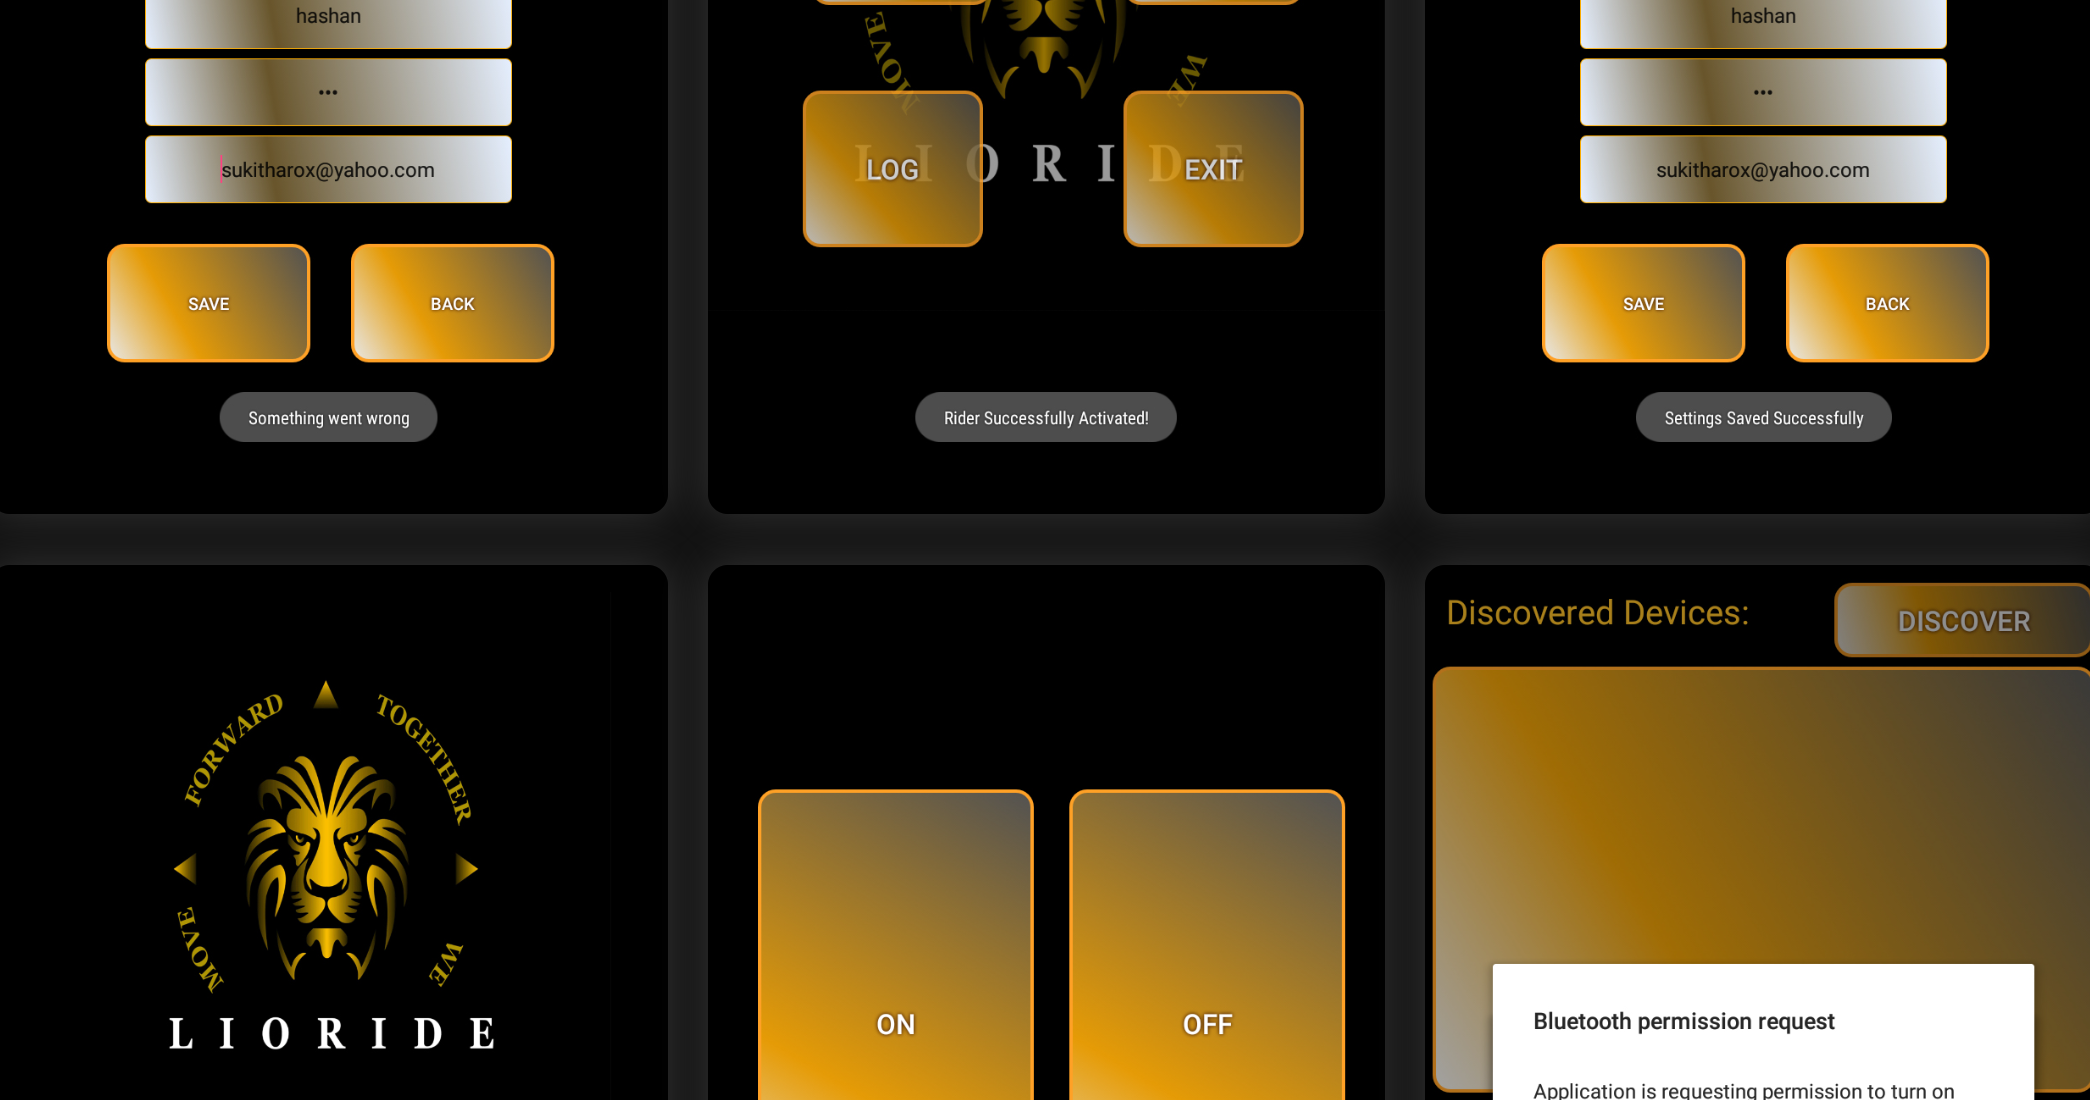 hashan
•••
sukitharox@yahoo.com
SAVE BACK
Something went wrong
MOVE WE
LIORIDE
LOG EXIT
Rider Successfully Activated!
hashan
•••
sukitharox@yahoo.com
SAVE BACK
Settings Saved Successfully
FORWARD TOGETHER
MOVE WE
LIORIDE
ON OFF
Discovered Devices: DISCOVER
Bluetooth permission request
Application is requesting permission to turn on